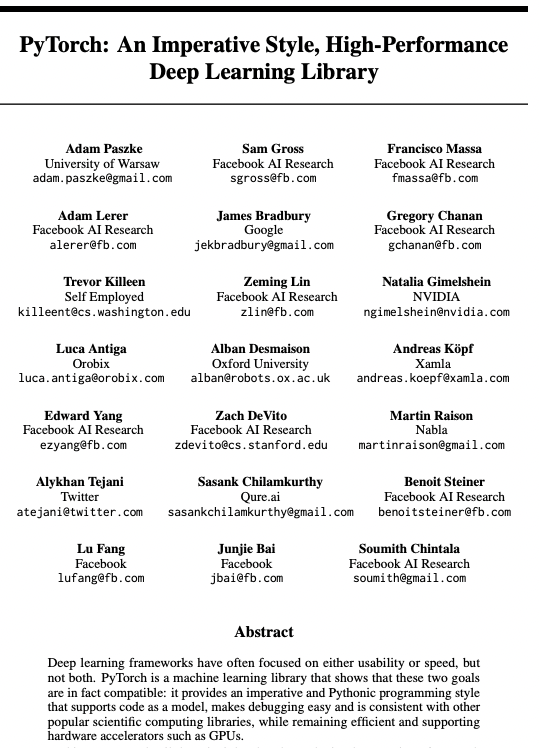 PyTorch: An Imperative Style, High-Performance
Deep Learning Library
Adam Paszke
University of Warsaw
adam.paszke@gmail.com
Sam Gross
Facebook AI Research
sgross@fb.com
Francisco Massa
Facebook AI Research
fmassa@fb.com
Adam Lerer
Facebook AI Research
alerer@fb.com
James Bradbury
Google
jekbradbury@gmail.com
Gregory Chanan
Facebook AI Research
gchanan@fb.com
Trevor Killeen
Self Employed
killeent@cs.washington.edu
Zeming Lin
Facebook AI Research
zlin@fb.com
Natalia Gimelshein
NVIDIA
ngimelshein@nvidia.com
Luca Antiga
Orobix
luca.antiga@orobix.com
Alban Desmaison
Oxford University
alban@robots.ox.ac.uk
Andreas Köpf
Xamla
andreas.koepf@xamla.com
Edward Yang
Facebook AI Research
ezyang@fb.com
Zach DeVito
Facebook AI Research
zdevito@cs.stanford.edu
Martin Raison
Nabla
martinraison@gmail.com
Alykhan Tejani
Twitter
atejani@twitter.com
Sasank Chilamkurthy
Qure.ai
sasankchilamkurthy@gmail.com
Benoit Steiner
Facebook AI Research
benoitsteiner@fb.com
Lu Fang
Facebook
lufang@fb.com
Junjie Bai
Facebook
jbai@fb.com
Soumith Chintala
Facebook AI Research
soumith@gmail.com
Abstract
Deep learning frameworks have often focused on either usability or speed, but
not both. PyTorch is a machine learning library that shows that these two goals
are in fact compatible: it provides an imperative and Pythonic programming style
that supports code as a model, makes debugging easy and is consistent with other
popular scientific computing libraries, while remaining efficient and supporting
hardware accelerators such as GPUs.